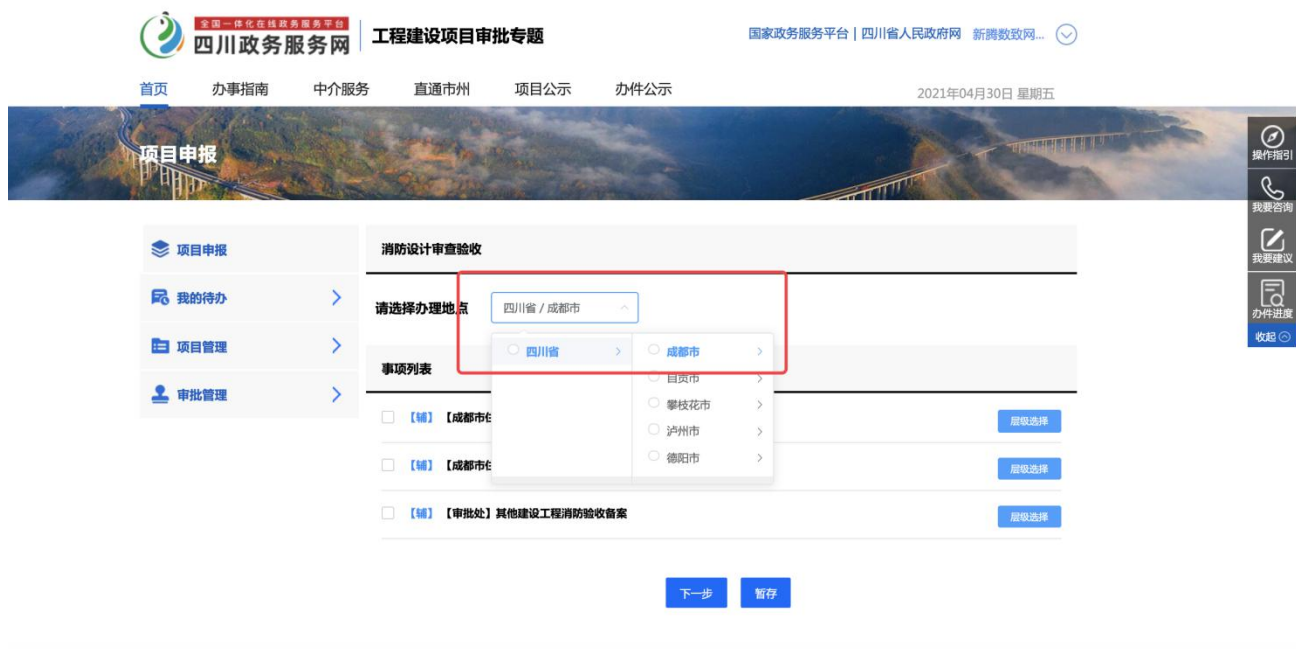 全国一体化在线政务服务平台
四川政务服务网
工程建设项目审批专题
国家政务服务平台 | 四川省人民政府网 新腾数致网...
首页 办事指南 中介服务 直通市州 项目公示 办件公示
2021年04月30日 星期五
项目申报
操作指引
我要咨询
我要建议
办件进度
收起
项目申报
我的待办
项目管理
审批管理
消防设计审查验收
请选择办理地点 四川省 / 成都市
四川省 成都市
自贡市
攀枝花市
泸州市
德阳市
事项列表
【辅】【成都市住 层级选择
【辅】【成都市住 层级选择
【辅】【审批处】其他建设工程消防验收备案 层级选择
下一步 暂存